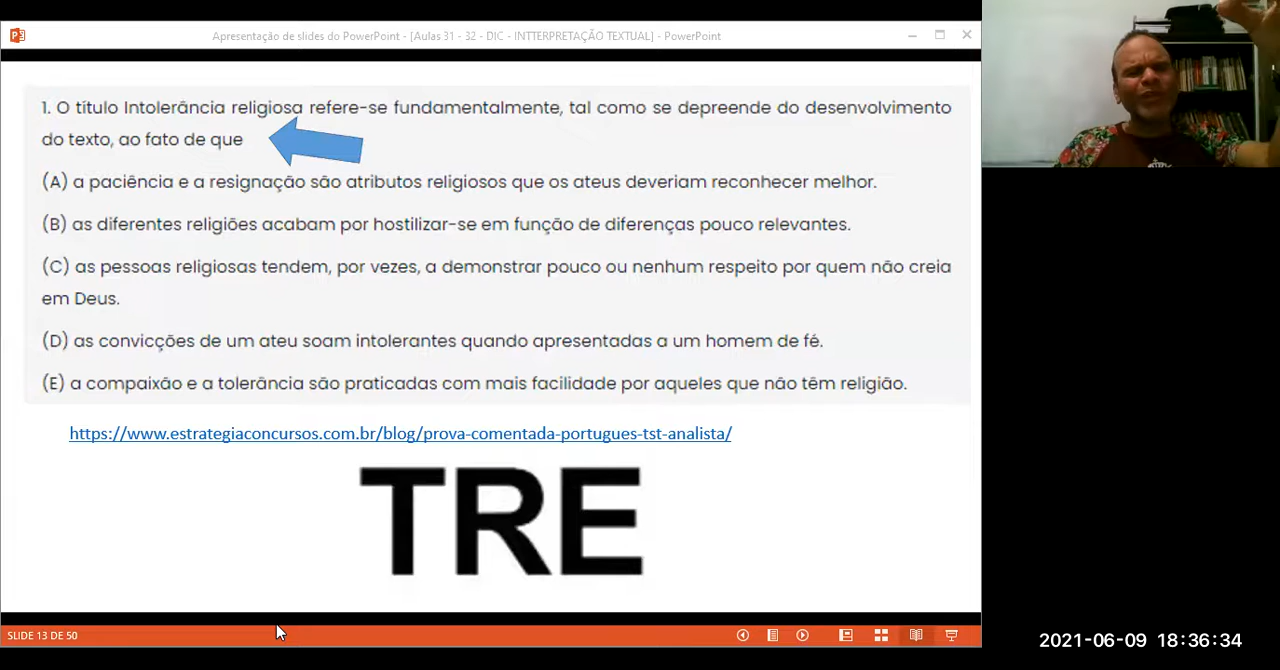 Apresentação de slides do PowerPoint - [Aulas 31 - 32 - DIC - INTTERPRETAÇÃO TEXTUAL] - PowerPoint
1. O título Intolerância religiosa refere-se fundamentalmente, tal como se depreende do desenvolvimento
do texto, ao fato de que
(A) a paciência e a resignação são atributos religiosos que os ateus deveriam reconhecer melhor.
(B) as diferentes religiões acabam por hostilizar-se em função de diferenças pouco relevantes.
(C) as pessoas religiosas tendem, por vezes, a demonstrar pouco ou nenhum respeito por quem não creia
em Deus.
(D) as convicções de um ateu soam intolerantes quando apresentadas a um homem de fé.
(E) a compaixão e a tolerância são praticadas com mais facilidade por aqueles que não têm religião.
https://www.estrategiaconcursos.com.br/blog/prova-comentada-portugues-tst-analista/
TRE
SLIDE 13 DE 50
2021-06-09 18:36:34